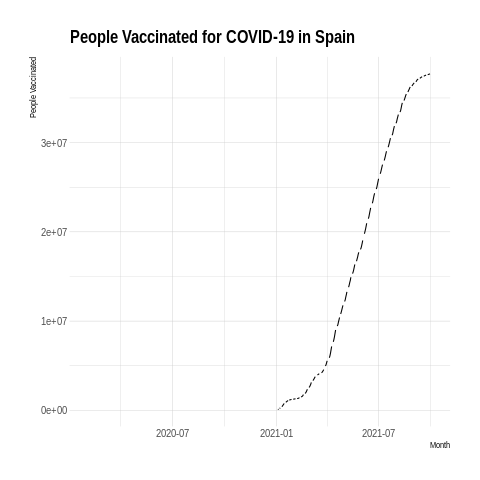 People Vaccinated for COVID-19 in Spain
People Vaccinated
3e+07
2e+07
1e+07
0e+00
2020-07
2021-01
2021-07
Month